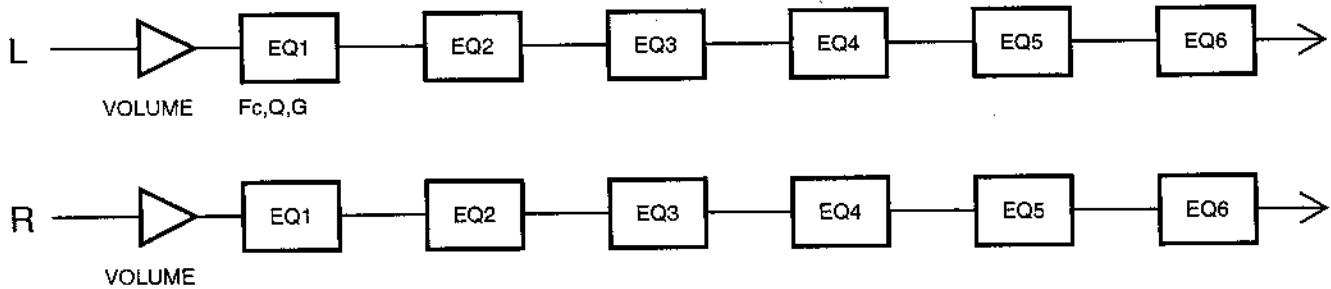 L EQ1 EQ2 EQ3 EQ4 EQ5 EQ6
VOLUME Fc,Q,G
R EQ1 EQ2 EQ3 EQ4 EQ5 EQ6
VOLUME